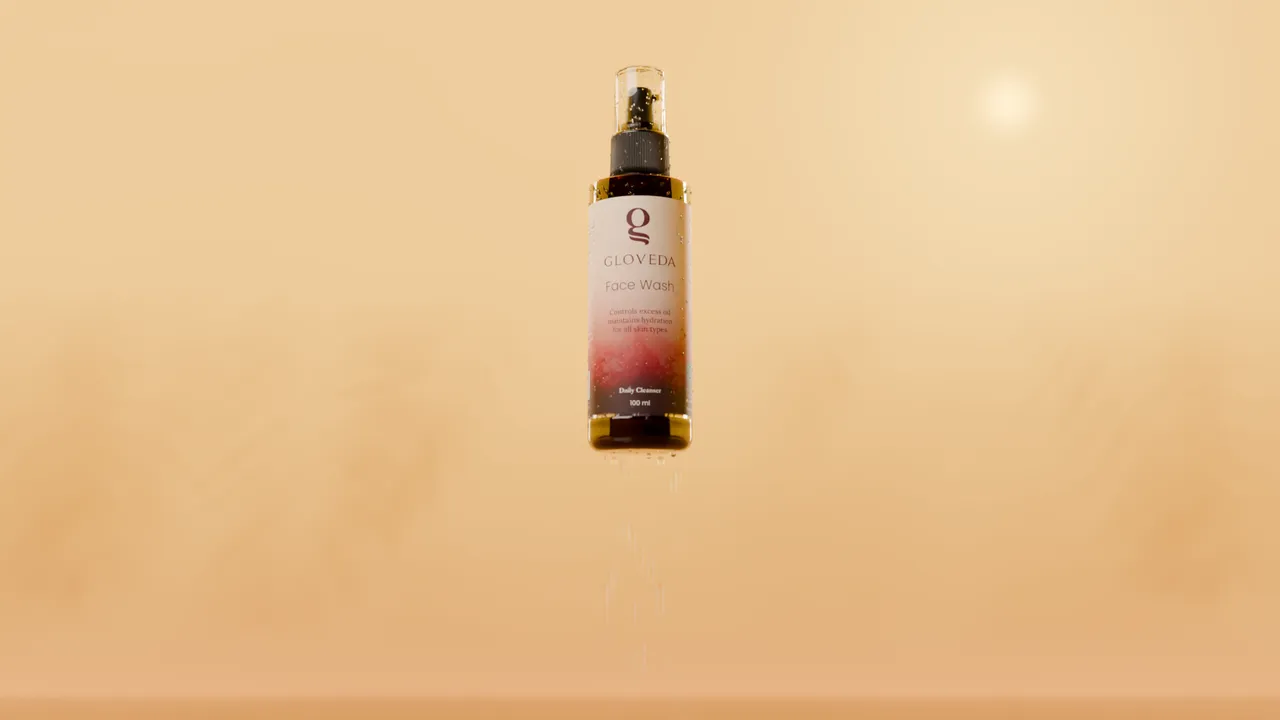 g
GLOVEDA
Face Wash
Controls excess oil
maintains hydration
for all skin types
Daily Cleanser
100 ml